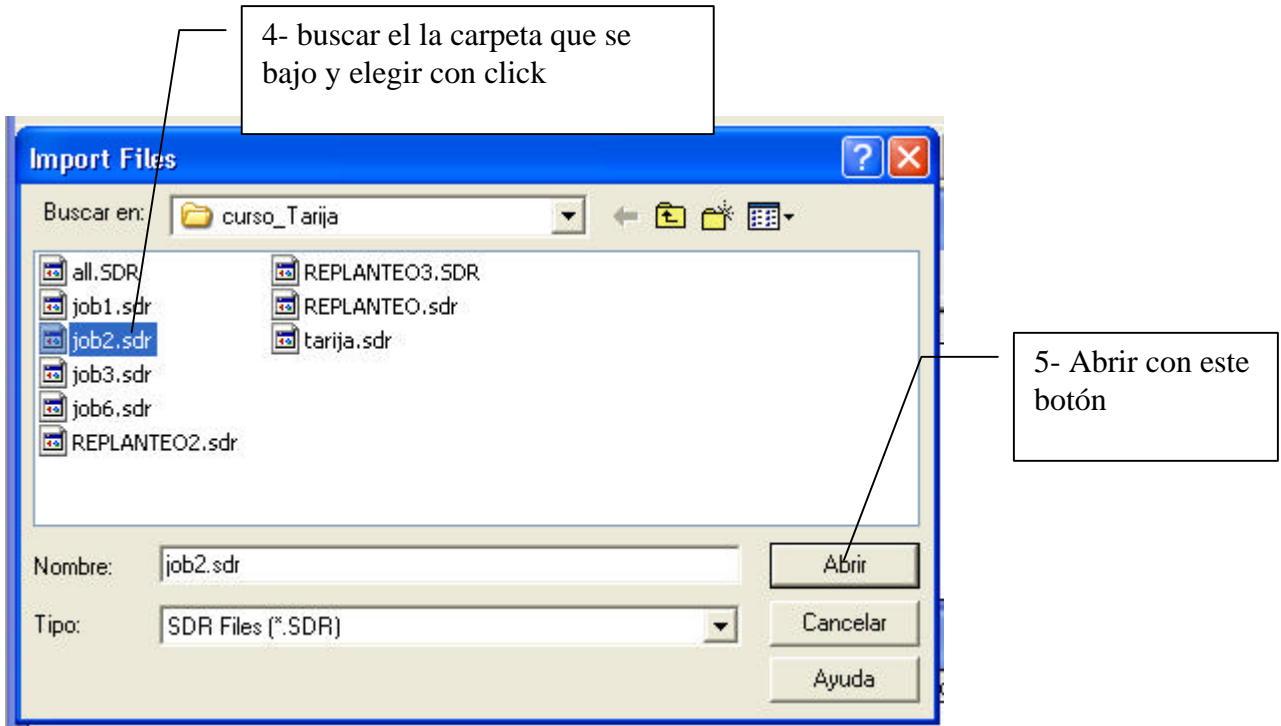 4- buscar el la carpeta que se
bajo y elegir con click
Import Files
Buscar en:
curso_Tarija
all.SDR
job1.sdr
job2.sdr
job3.sdr
job6.sdr
REPLANTEO2.sdr
REPLANTEO3.SDR
REPLANTEO.sdr
tarija.sdr
5- Abrir con este
botón
Nombre:
job2.sdr
Abrir
Tipo:
SDR Files (*.SDR)
Cancelar
Ayuda